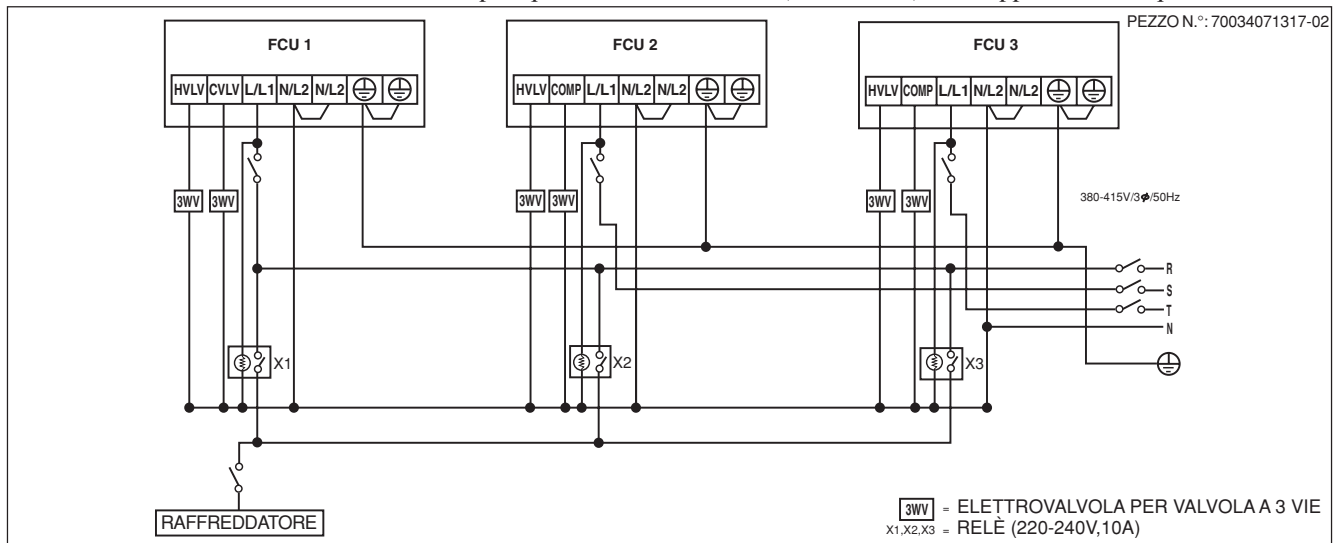 PEZZO N.°: 70034071317-02
FCU 1 FCU 2 FCU 3
HVLV CVLV L/L1 N/L2 N/L2 HVLV COMP L/L1 N/L2 N/L2 HVLV COMP L/L1 N/L2 N/L2
3WV 3WV 3WV 3WV 3WV 3WV
380-415V/3ϕ/50Hz
R
S
T
N
X1 X2 X3
RAFFREDDATORE
3WV = ELETTROVALVOLA PER VALVOLA A 3 VIE
X1,X2,X3 = RELÈ (220-240V,10A)